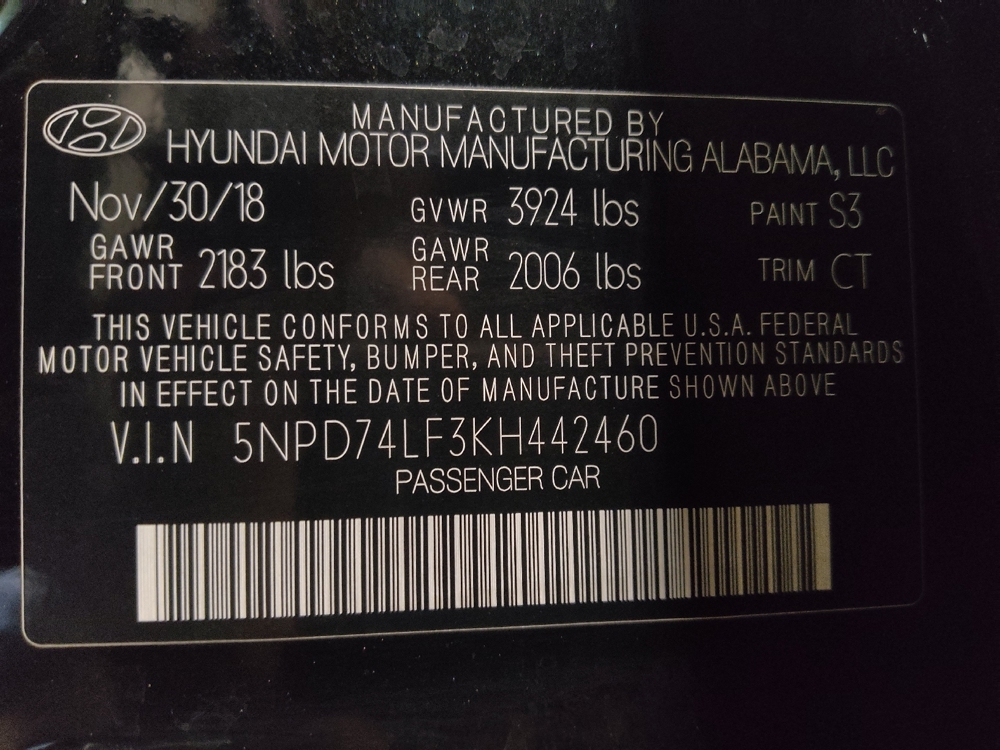 MANUFACTURED BY
HYUNDAI MOTOR MANUFACTURING ALABAMA, LLC
Nov/30/18 GVWR 3924 lbs PAINT S3
GAWR FRONT 2183 lbs GAWR REAR 2006 lbs TRIM CT
THIS VEHICLE CONFORMS TO ALL APPLICABLE U.S.A. FEDERAL
MOTOR VEHICLE SAFETY, BUMPER, AND THEFT PREVENTION STANDARDS
IN EFFECT ON THE DATE OF MANUFACTURE SHOWN ABOVE
V.I.N 5NPD74LF3KH442460
PASSENGER CAR